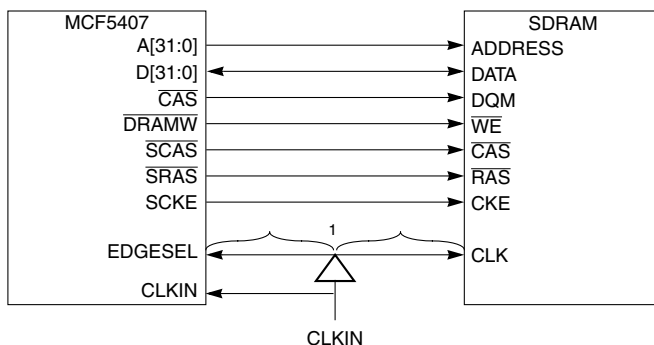 MCF5407 SDRAM
A[31:0] ADDRESS
D[31:0] DATA
CAS DQM
DRAMW WE
SCAS CAS
SRAS RAS
SCKE CKE
1
EDGESEL CLK
CLKIN
CLKIN